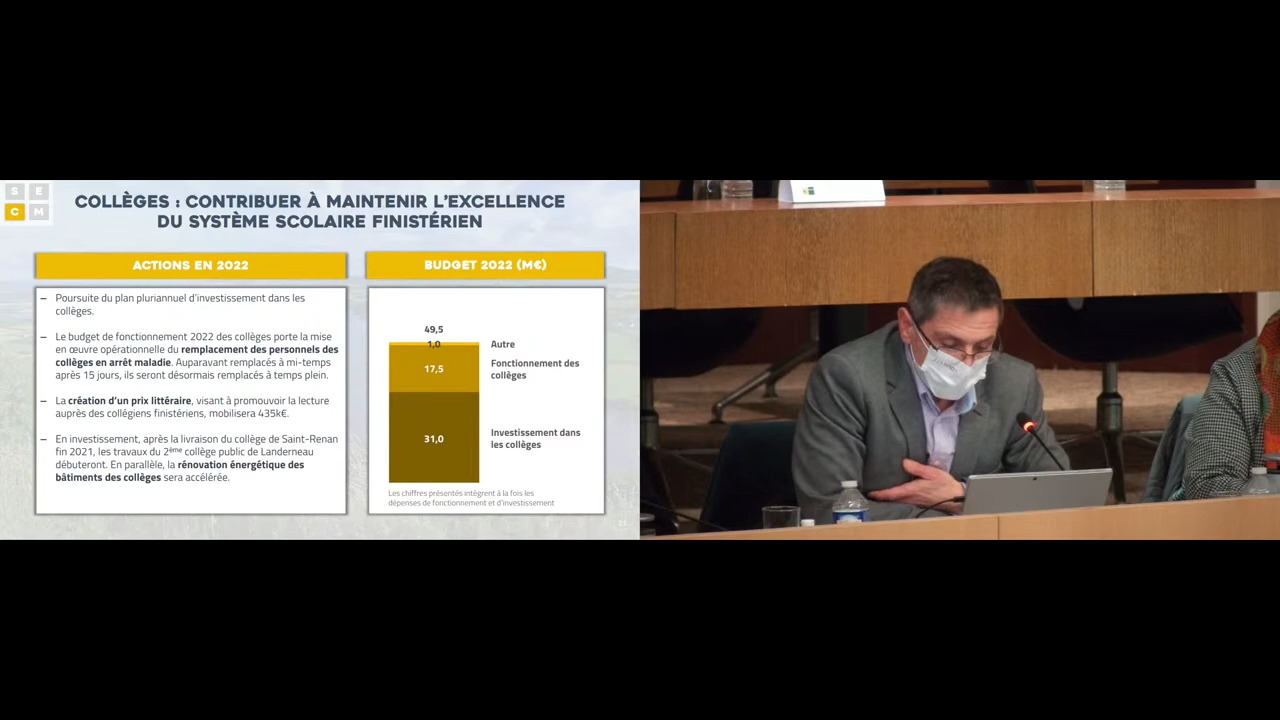 S E
C M
COLLÈGES : CONTRIBUER À MAINTENIR L'EXCELLENCE
DU SYSTÈME SCOLAIRE FINISTÉRIEN
ACTIONS EN 2022
– Poursuite du plan pluriannuel d'investissement dans les
collèges.
– Le budget de fonctionnement 2022 des collèges porte la mise
en œuvre opérationnelle du remplacement des personnels des
collèges en arrêt maladie. Auparavant remplacés à mi-temps
après 15 jours, ils seront désormais remplacés à temps plein.
– La création d'un prix littéraire, visant à promouvoir la lecture
auprès des collégiens finistériens, mobilisera 435k€.
– En investissement, après la livraison du collège de Saint-Renan
fin 2021, les travaux du 2ème collège public de Landerneau
débuteront. En parallèle, la rénovation énergétique des
bâtiments des collèges sera accélérée.
BUDGET 2022 (M€)
49,5
1,0 Autre
17,5 Fonctionnement des
collèges
31,0 Investissement dans
les collèges
Les chiffres présentés intègrent à la fois les
dépenses de fonctionnement et d'investissement